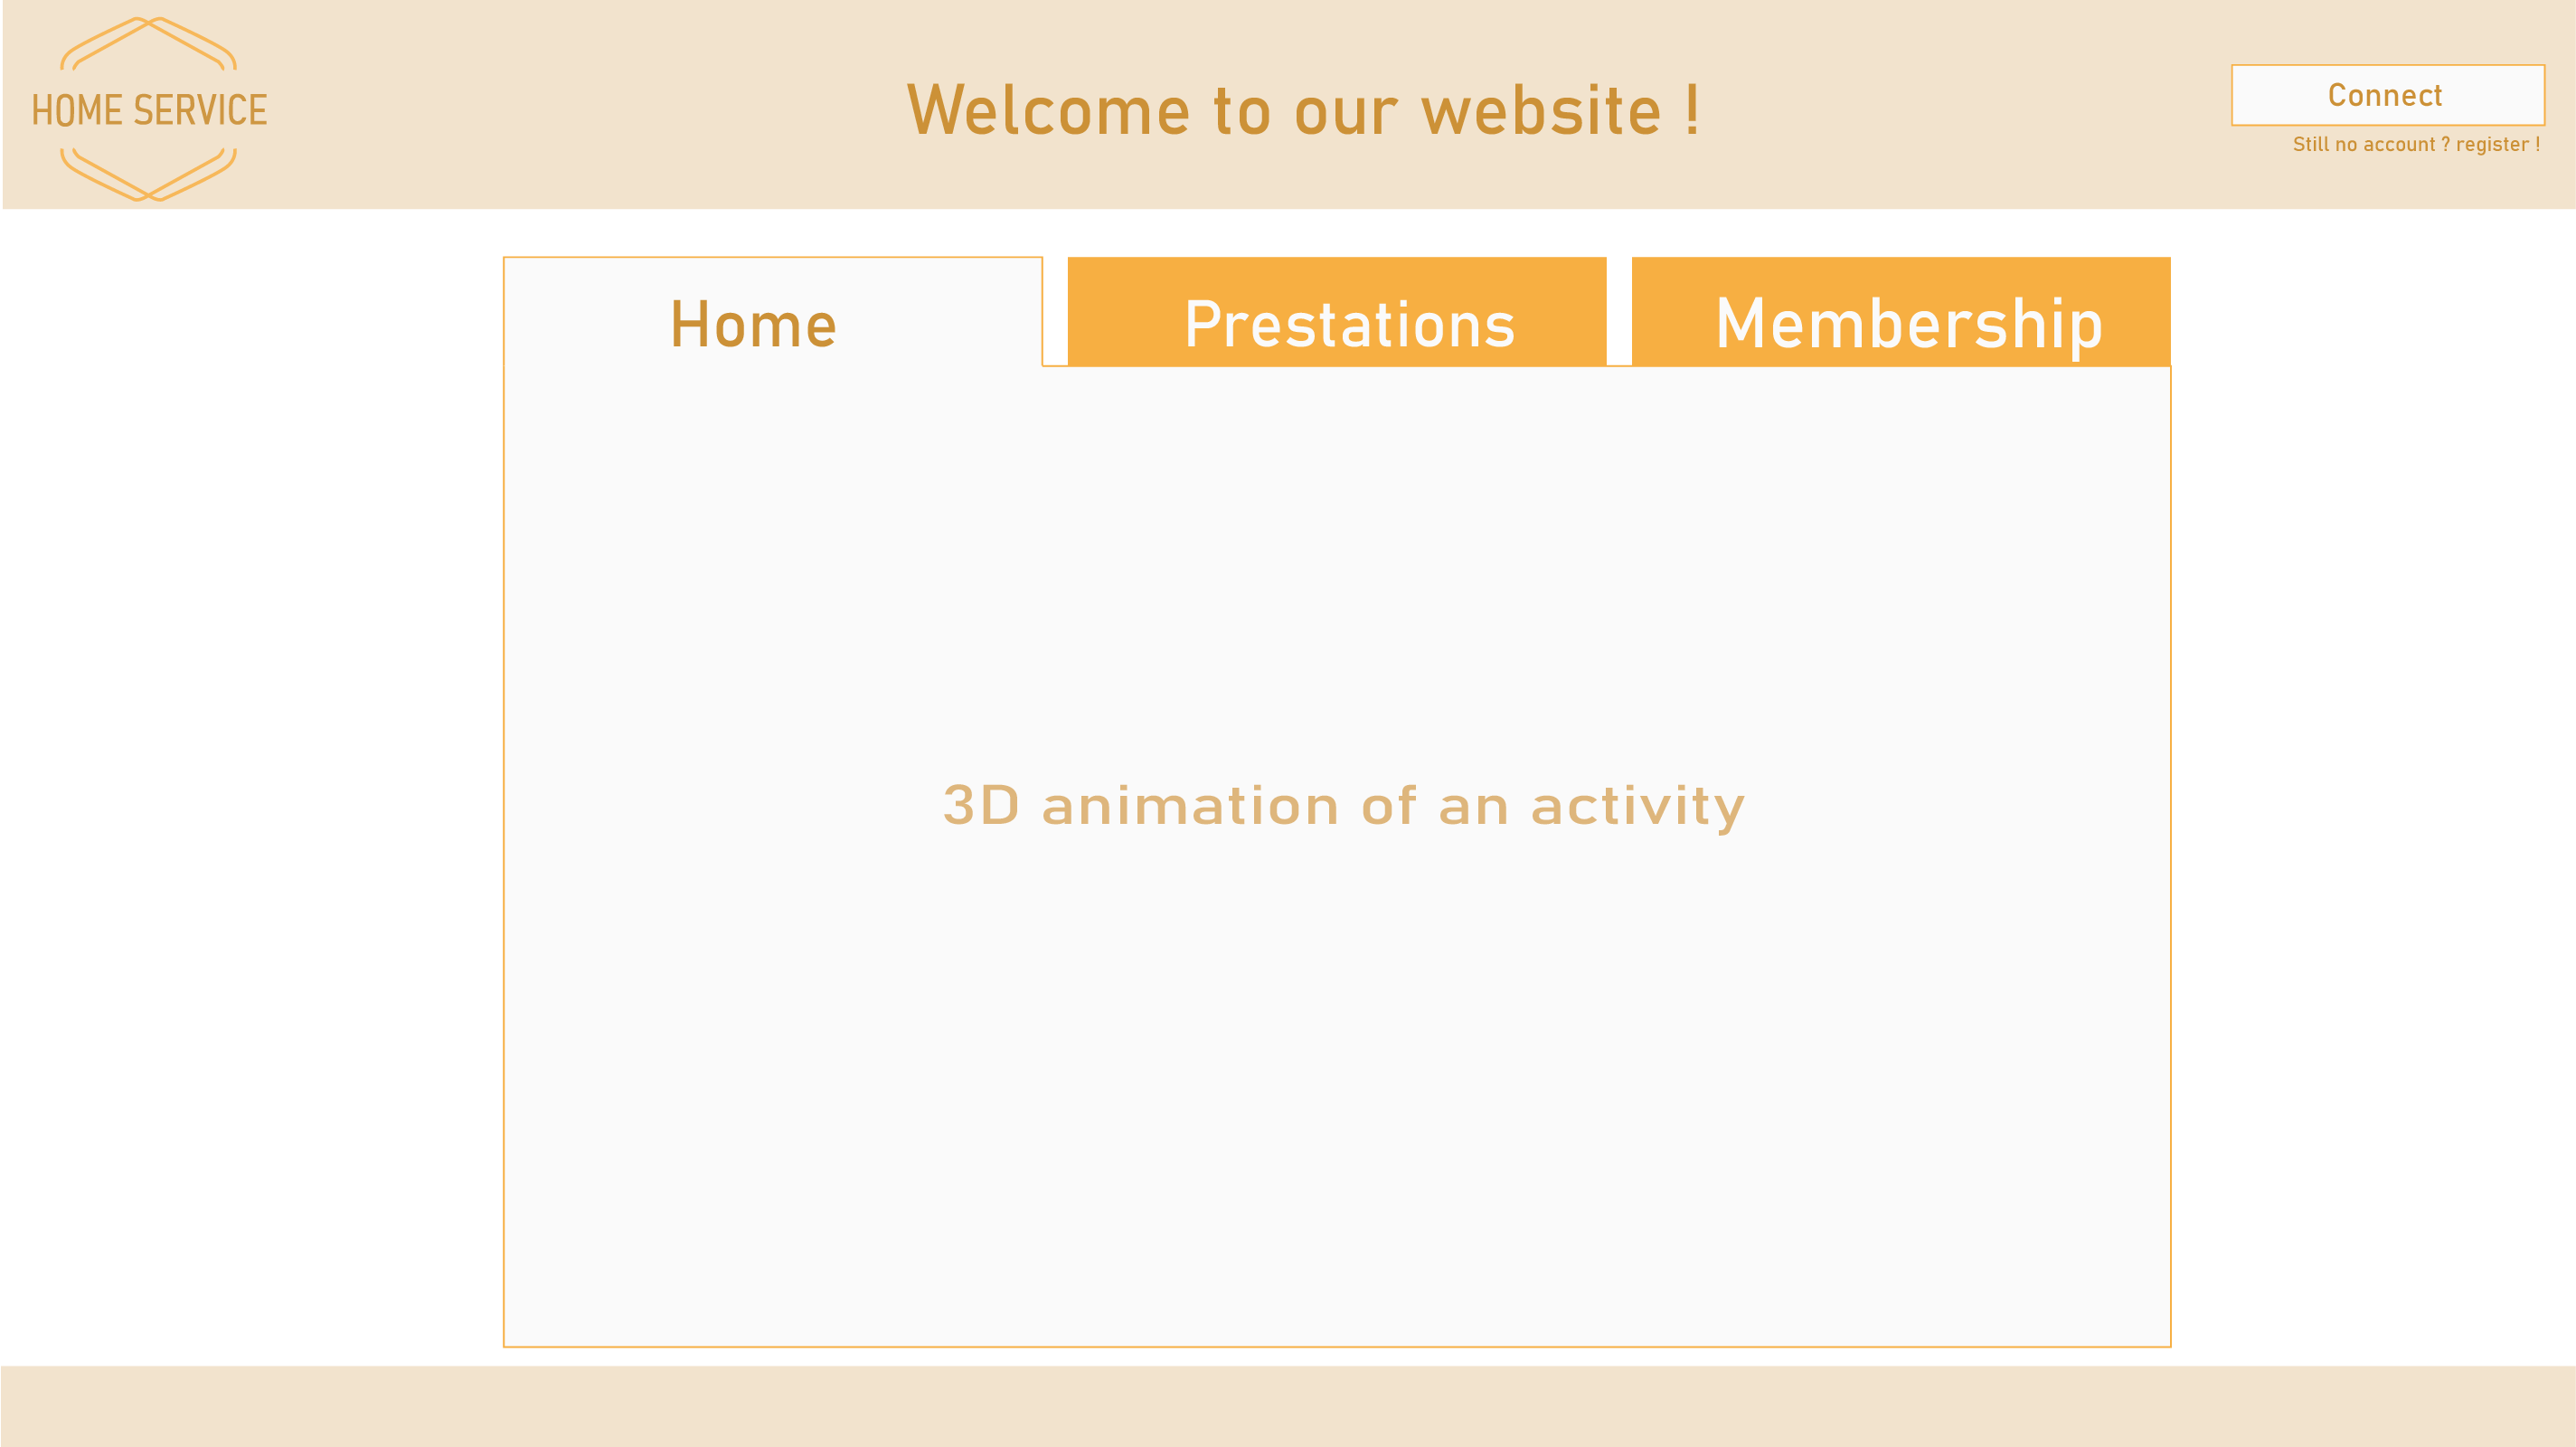 HOME SERVICE
Welcome to our website !
Connect
Still no account ? register !
Home
Prestations
Membership
3D animation of an activity